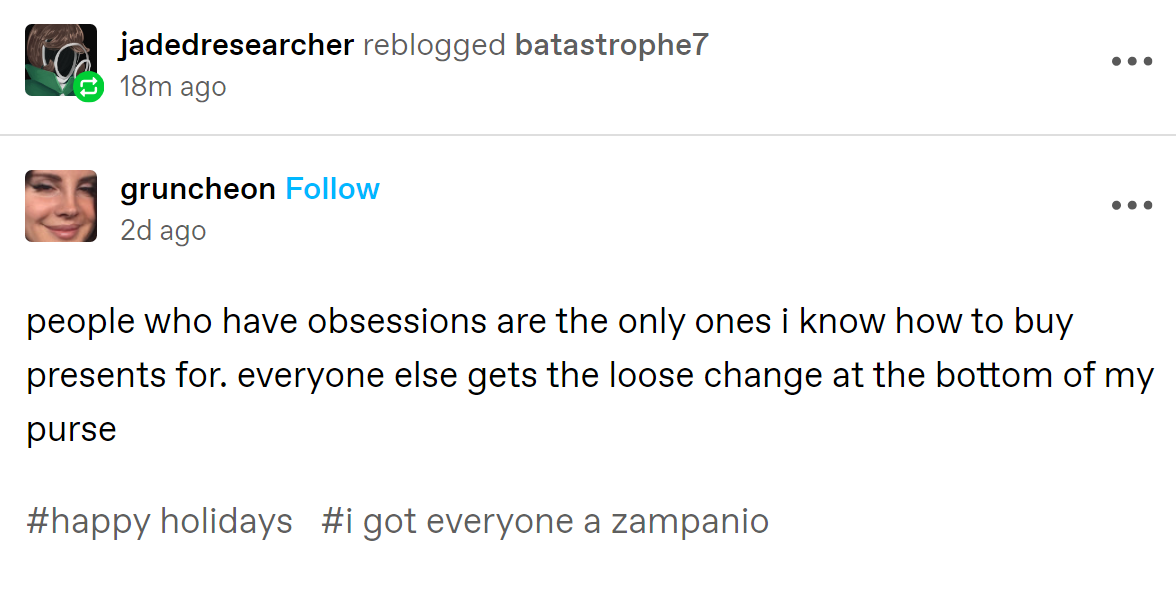 jadedresearcher reblogged batastrophe7
18m ago
gruncheon Follow
2d ago
people who have obsessions are the only ones i know how to buy
presents for. everyone else gets the loose change at the bottom of my
purse
#happy holidays #i got everyone a zampanio